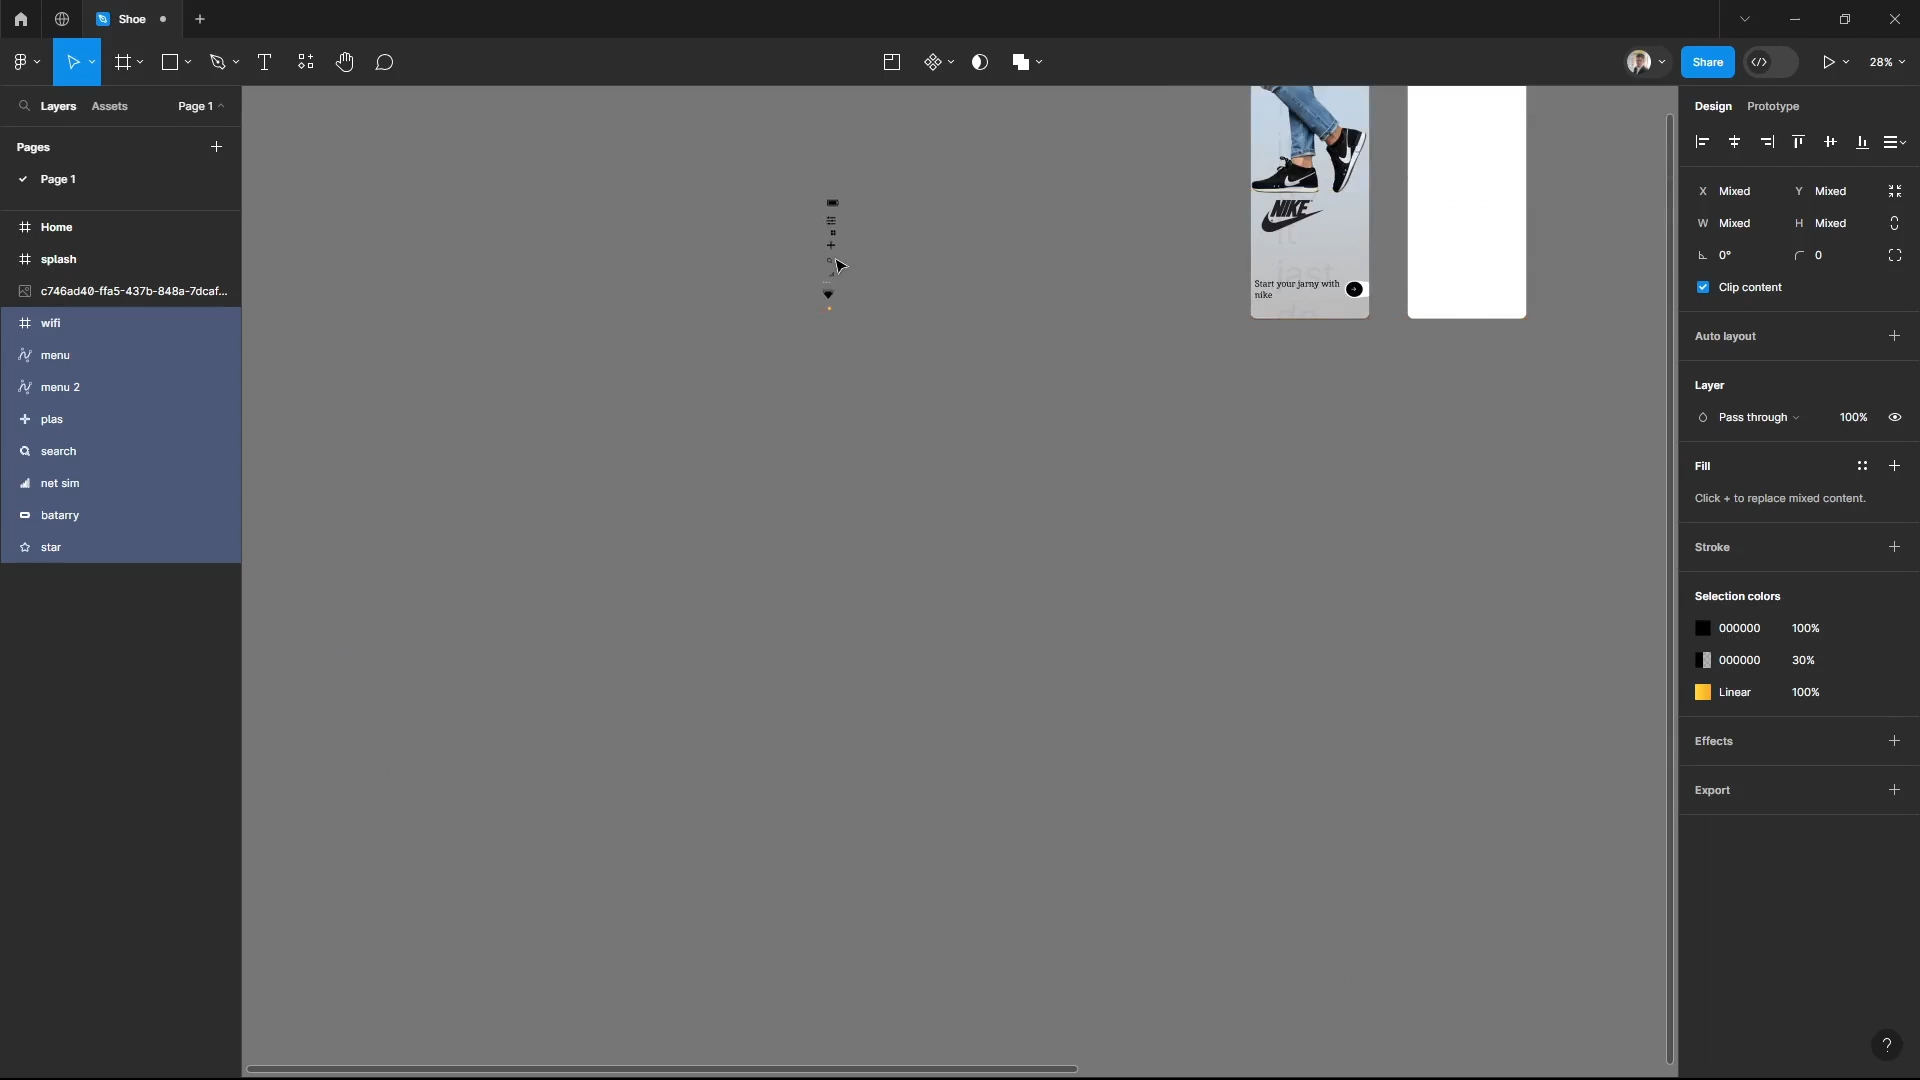 Shoe
Share
28%
Layers
Assets
Page 1
Pages
Page 1
Home
splash
c746ad40-ffa5-437b-848a-7dcaf...
wifi
menu
menu 2
plas
search
net sim
batarry
star
NIKE
it
jast
do
Start your jarny with
nike
Design
Prototype
X Mixed
Y Mixed
W Mixed
H Mixed
0°
0
Clip content
Auto layout
Layer
Pass through
100%
Fill
Click + to replace mixed content.
Stroke
Selection colors
000000 100%
000000 30%
Linear 100%
Effects
Export
?